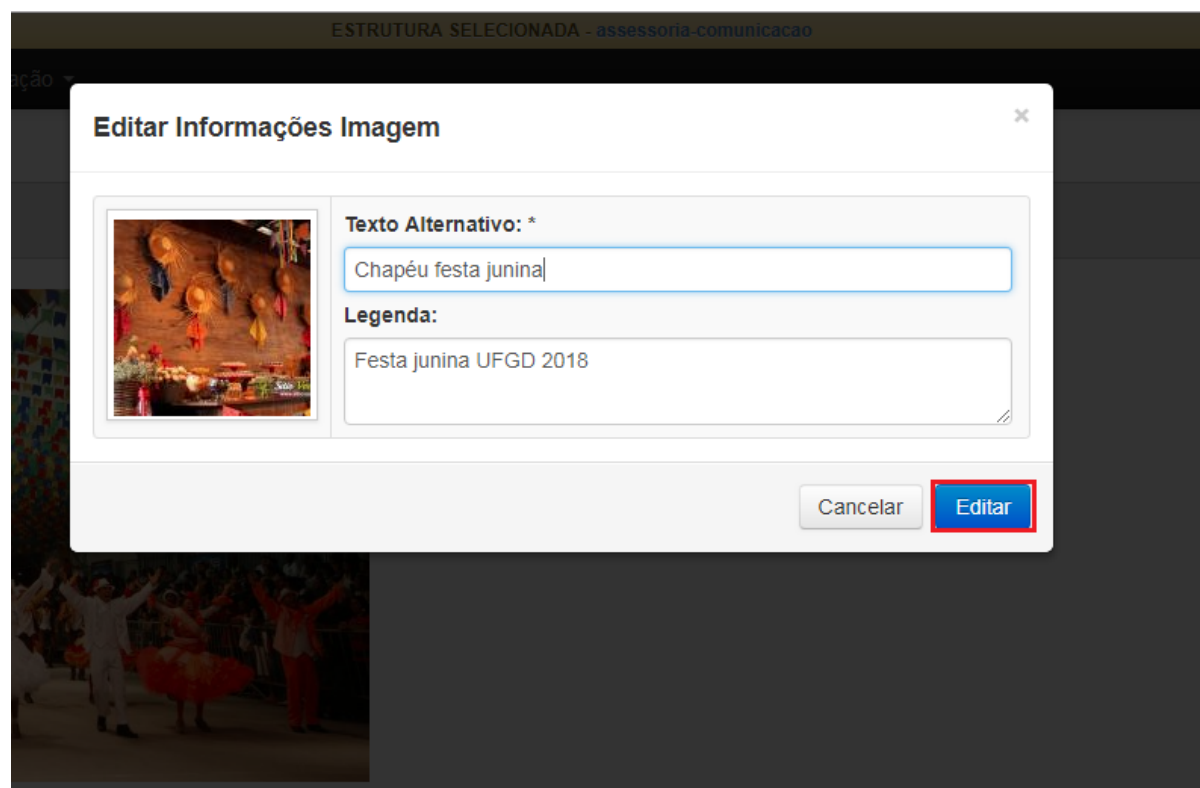 ESTRUTURA SELECIONADA - assessoria-comunicacao
ação
Editar Informações Imagem
×
Texto Alternativo: *
Chapéu festa junina
Legenda:
Festa junina UFGD 2018
Cancelar
Editar